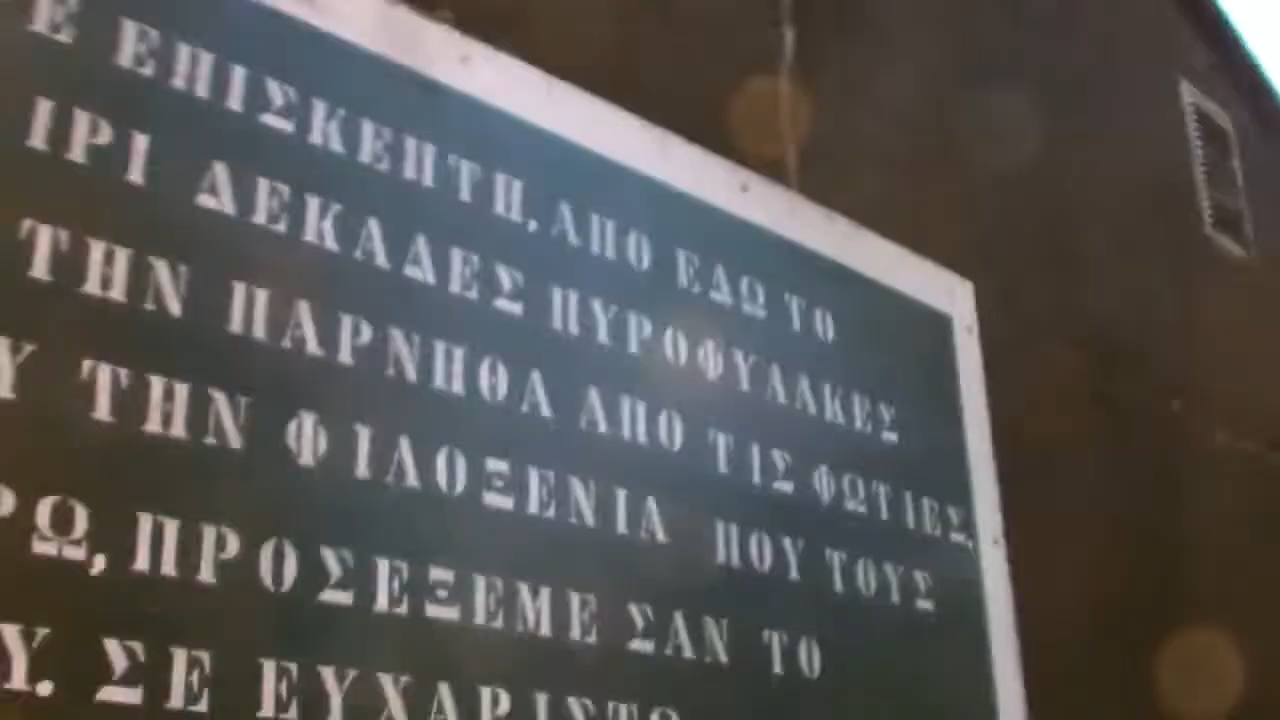 Ε ΕΠΙΣΚΕΠΤΗ, ΑΠΟ ΕΔΩ ΤΟ
ΙΡΙ ΔΕΚΑΔΕΣ ΠΥΡΟΦΥΛΑΚΕΣ
ΤΗΝ ΠΑΡΝΗΘΑ ΑΠΟ ΤΙΣ ΦΩΤΙΕΣ,
Υ ΤΗΝ ΦΙΛΟΞΕΝΙΑ ΠΟΥ ΤΟΥΣ
ΡΩ, ΠΡΟΣΕΞΕΜΕ ΣΑΝ ΤΟ
Υ. ΣΕ ΕΥΧΑΡΙΣΤΩ